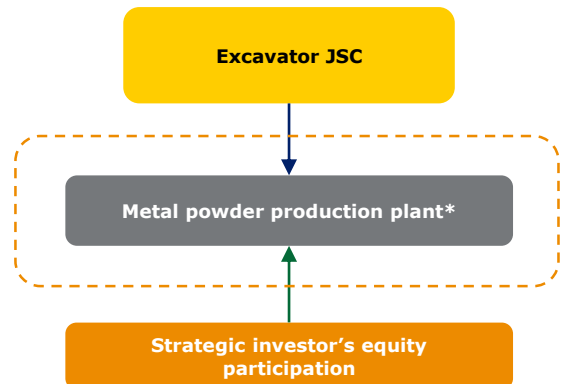 Excavator JSC
Metal powder production plant*
Strategic investor’s equity
participation